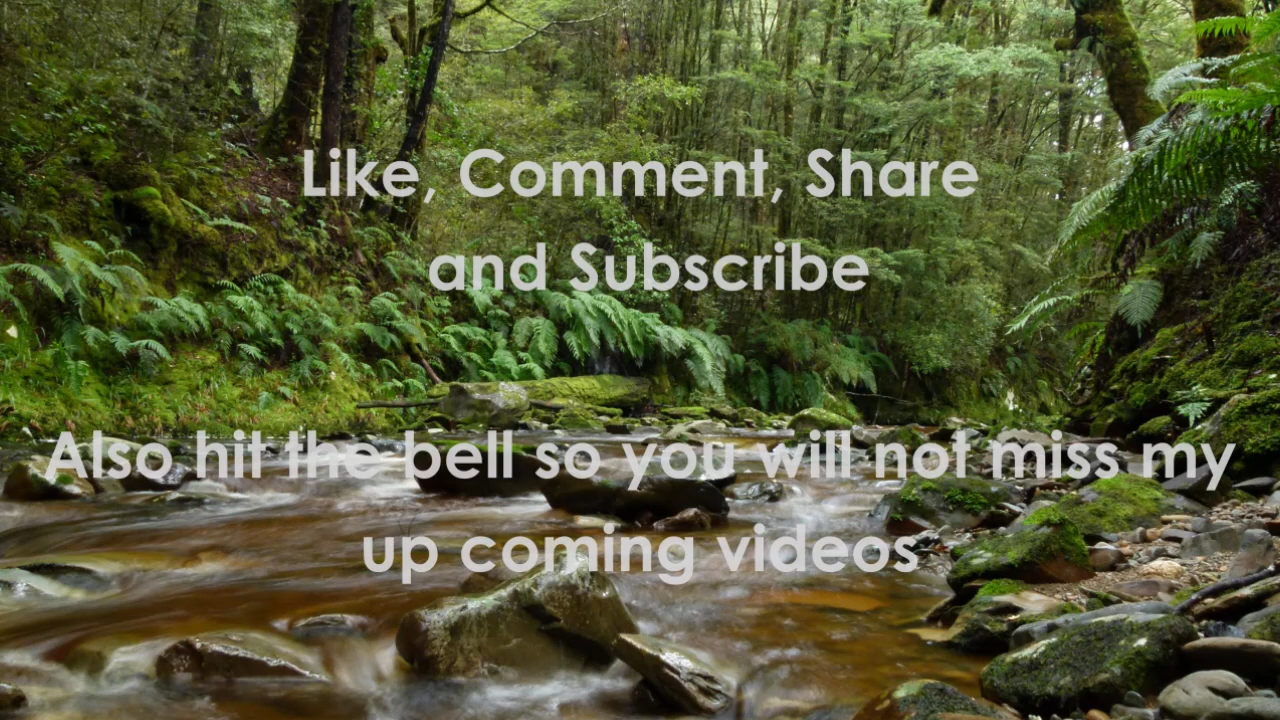 Like, Comment, Share
and Subscribe
Also hit the bell so you will not miss my
up coming videos